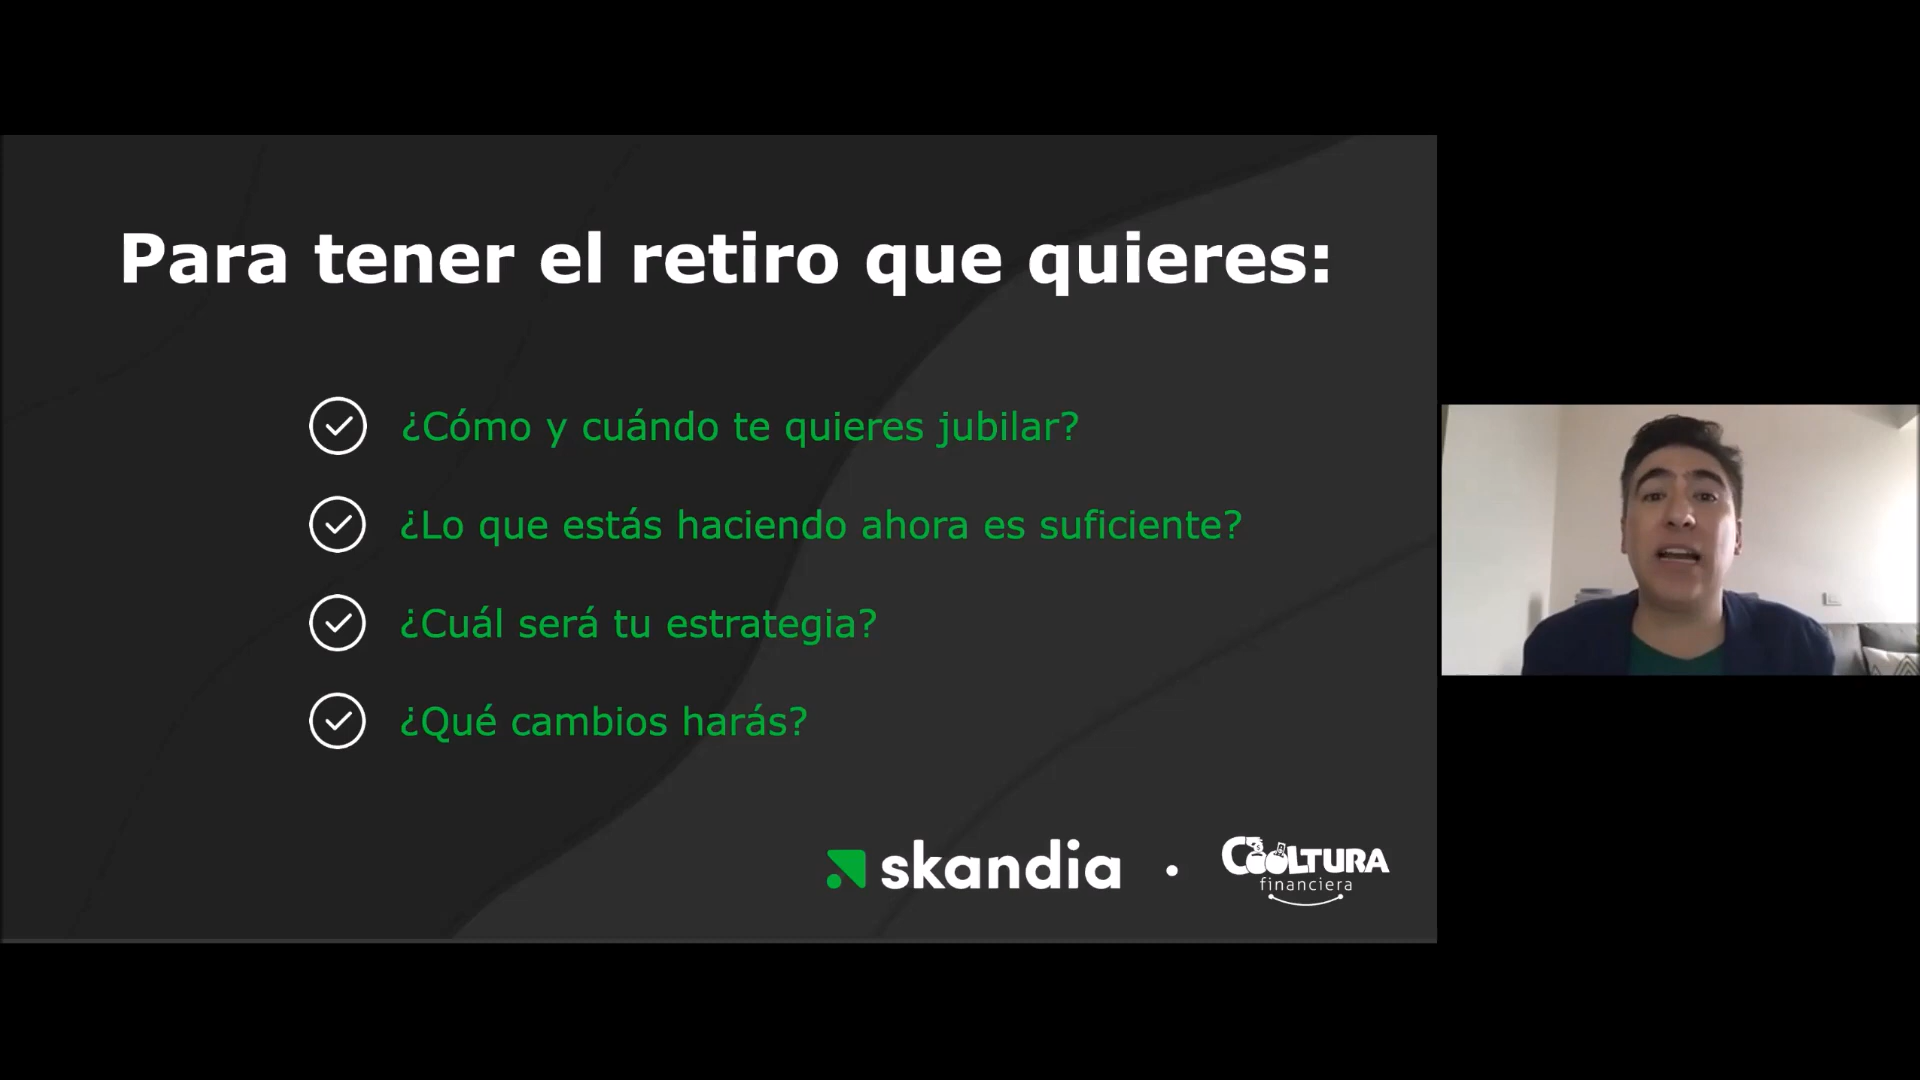 Para tener el retiro que quieres:
¿Cómo y cuándo te quieres jubilar?
¿Lo que estás haciendo ahora es suficiente?
¿Cuál será tu estrategia?
¿Qué cambios harás?
skandia • COOLTURA
financiera